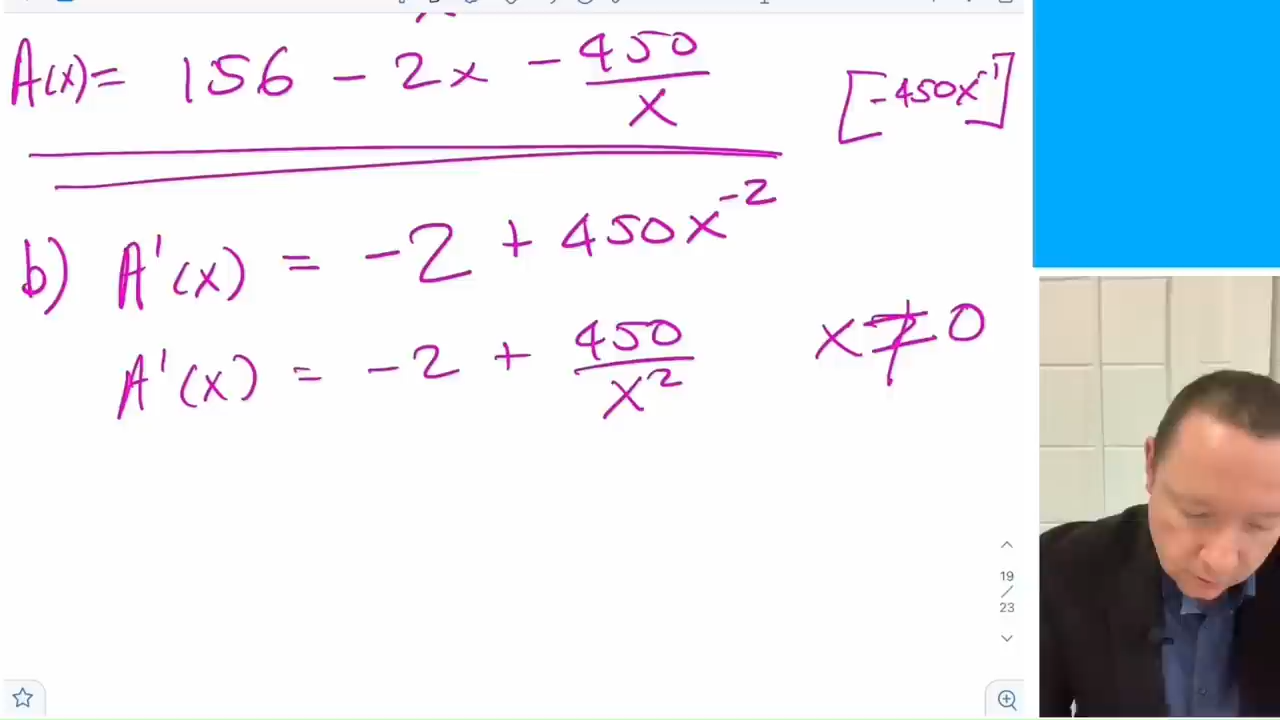 A(x)= 156 - 2x - 450/x [-450x⁻¹]
b) A'(x) = -2 + 450x⁻²
A'(x) = -2 + 450/x² x ≠ 0
19
/
23